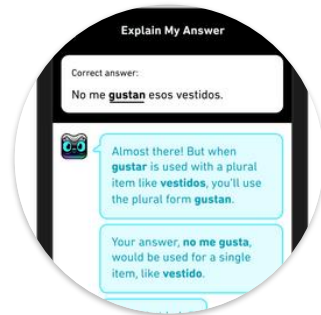 Explain My Answer
Correct answer:
No me gustan esos vestidos.
Almost there! But when
gustar is used with a plural
item like vestidos, you'll use
the plural form gustan.
Your answer, no me gusta,
would be used for a single
item, like vestido.